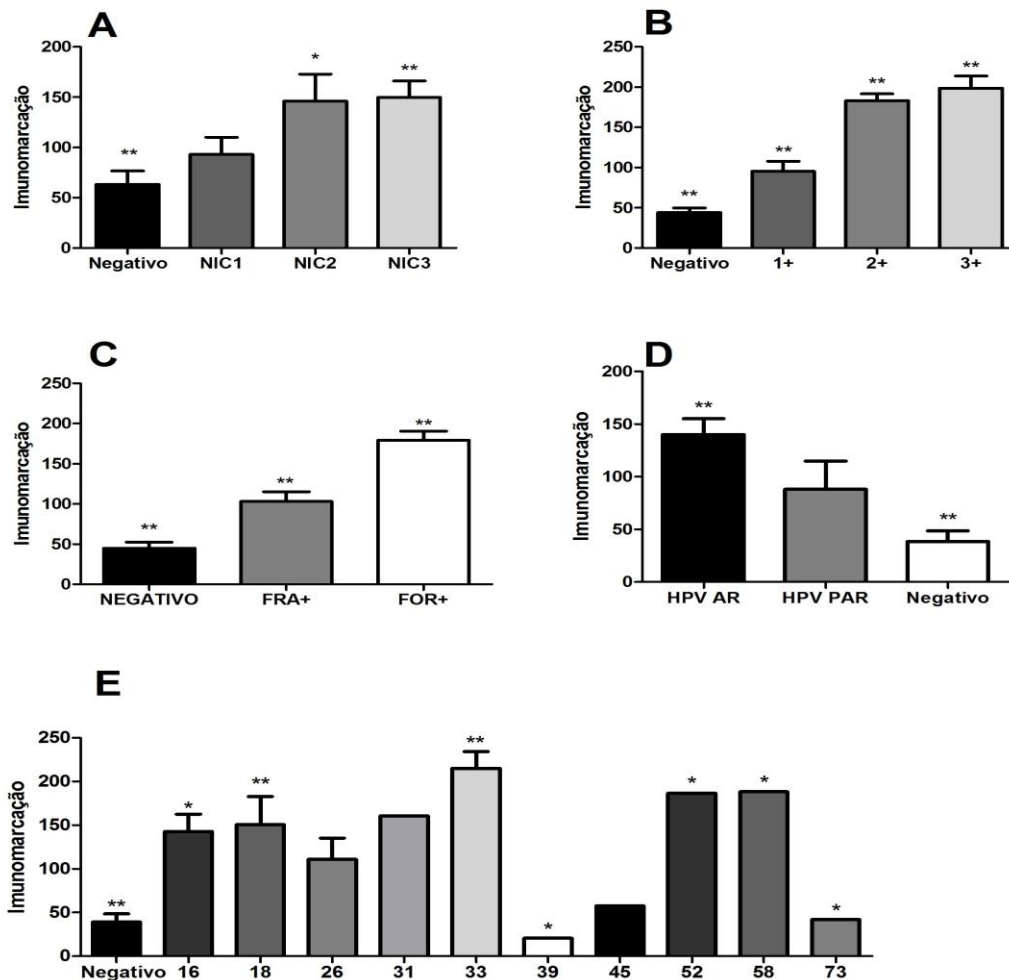 A
Imunomarcação
200
150
100
50
0
* **
**
Negativo NIC1 NIC2 NIC3
B
Imunomarcação
250
200
150
100
50
0
** **
**
**
Negativo 1+ 2+ 3+
C
Imunomarcação
250
200
150
100
50
0
**
**
**
NEGATIVO FRA+ FOR+
D
Imunomarcação
200
150
100
50
0
**
**
HPV AR HPV PAR Negativo
E
Imunomarcação
250
200
150
100
50
0
** * ** ** * * * *
Negativo 16 18 26 31 33 39 45 52 58 73